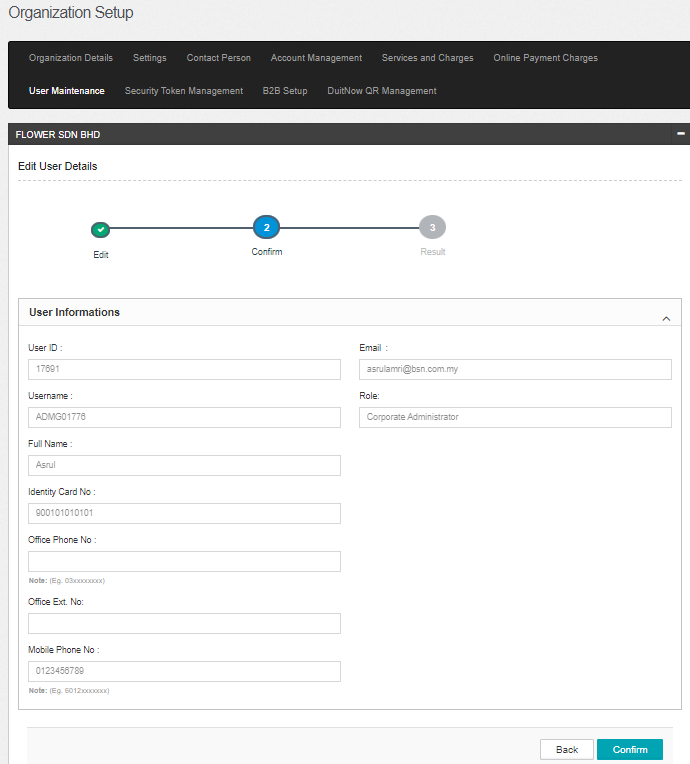 Organization Setup
Organization Details Settings Contact Person Account Management Services and Charges Online Payment Charges
User Maintenance Security Token Management B2B Setup DuitNow QR Management
FLOWER SDN BHD
Edit User Details
2 3
Edit Confirm Result
User Informations
User ID : Email :
17691 asrulamri@bsn.com.my
Username : Role:
ADMG01776 Corporate Administrator
Full Name :
Asrul
Identity Card No :
900101010101
Office Phone No :
Note: (Eg. 03xxxxxxxx)
Office Ext. No:
Mobile Phone No :
0123456789
Note: (Eg. 6012xxxxxxx)
Back Confirm